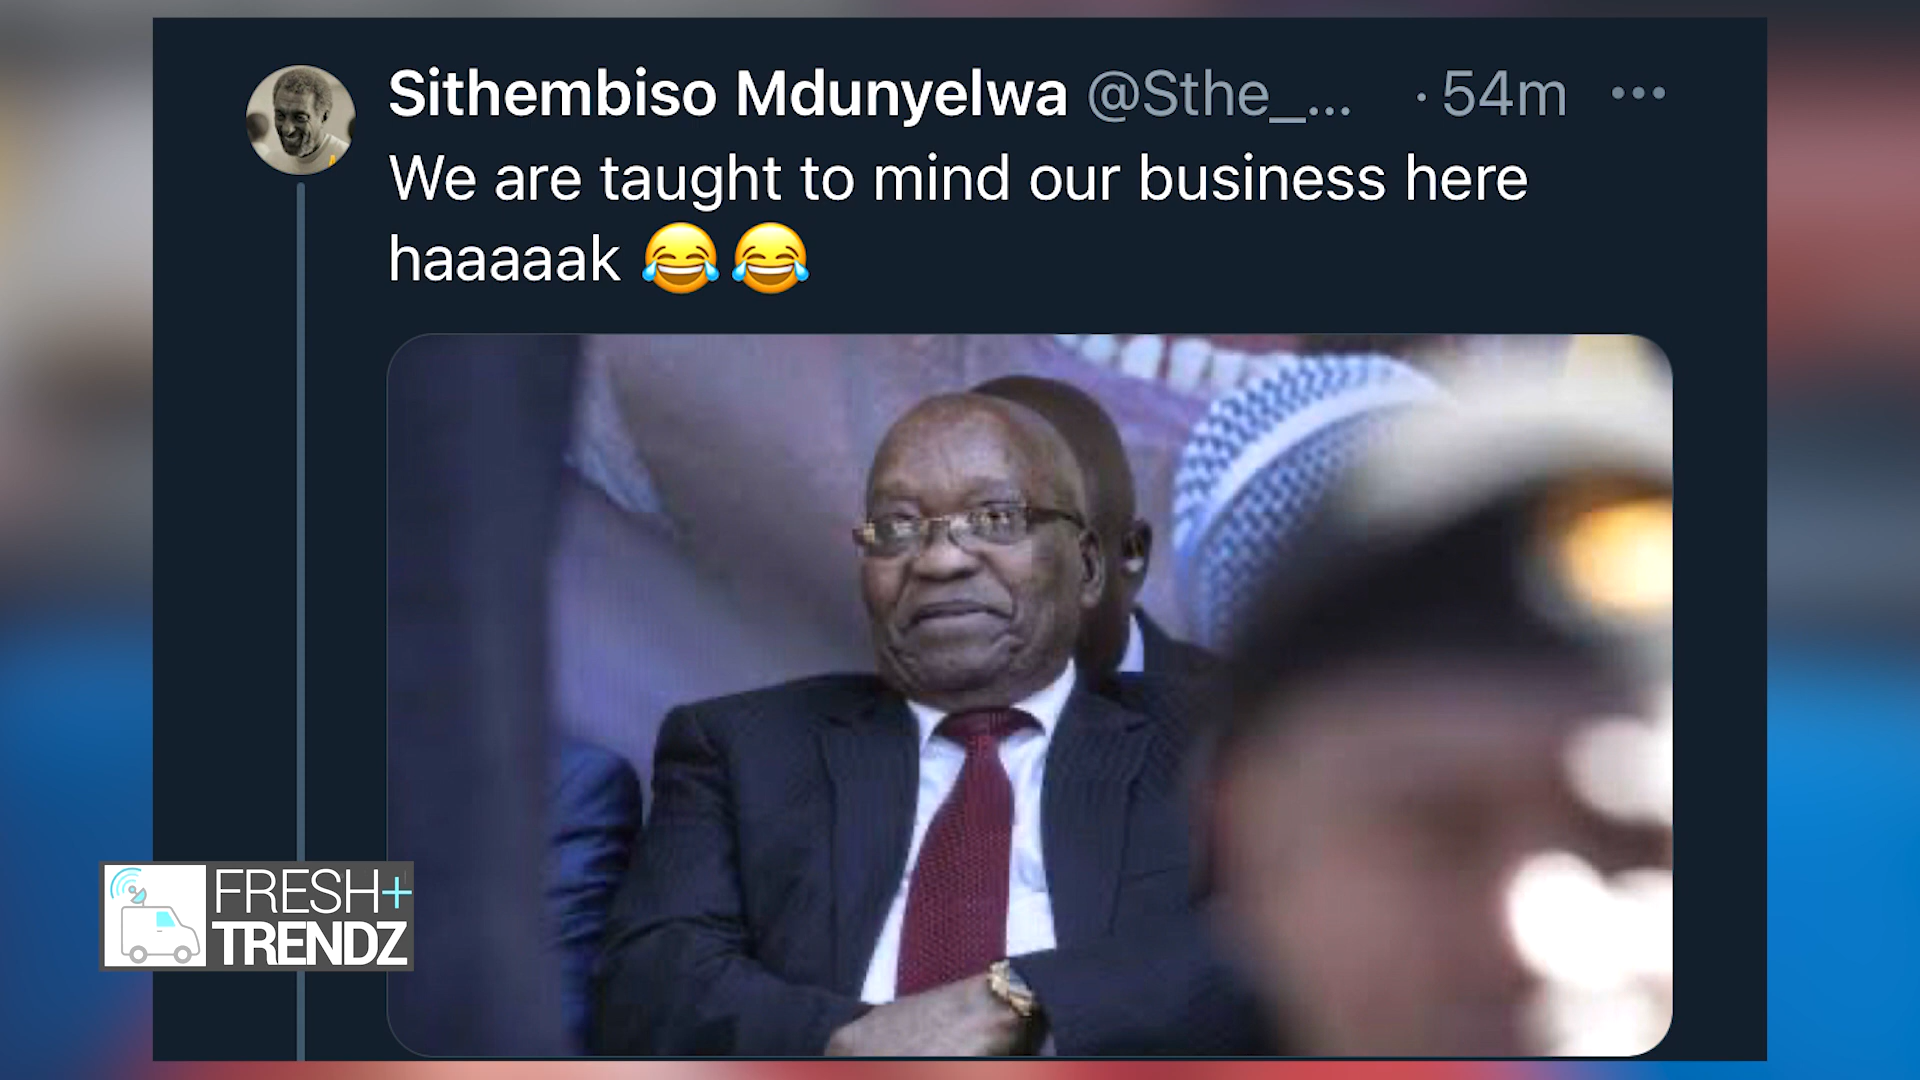 Sithembiso Mdunyelwa @Sthe_... · 54m ···
We are taught to mind our business here
haaaaak 😂😂
FRESH+
TRENDZ